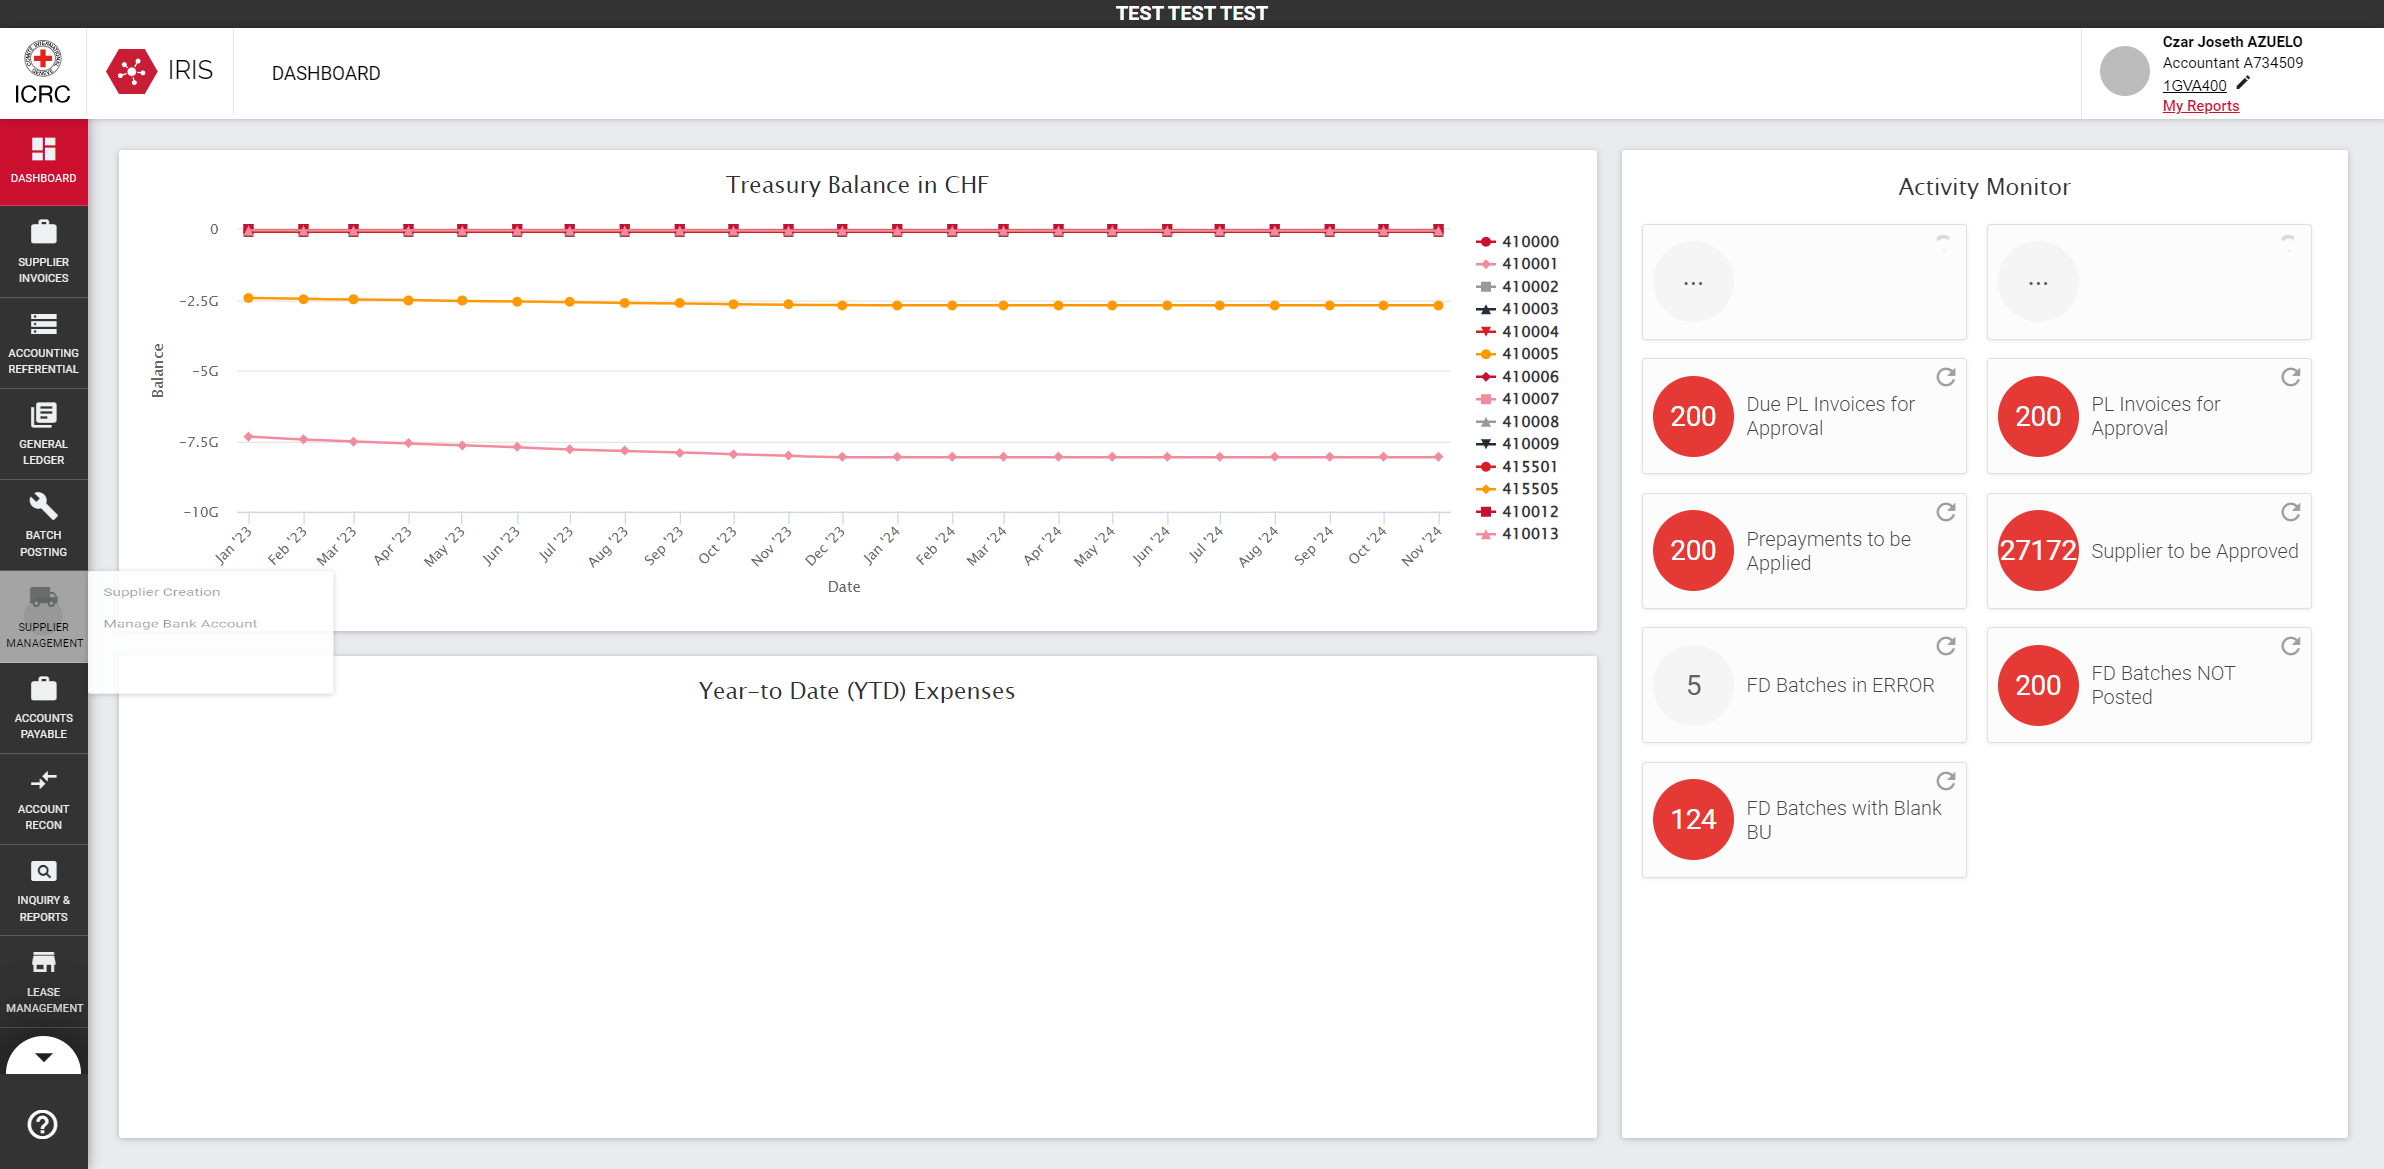 TEST TEST TEST
ICRC
IRIS
DASHBOARD
Czar Joseth AZUELO
Accountant A734509
1GVA400
My Reports
DASHBOARD
SUPPLIER
INVOICES
ACCOUNTING
REFERENTIAL
GENERAL
LEDGER
BATCH
POSTING
SUPPLIER
MANAGEMENT
Supplier Creation
Manage Bank Account
ACCOUNTS
PAYABLE
ACCOUNT
RECON
INQUIRY &
REPORTS
LEASE
MANAGEMENT
Treasury Balance in CHF
Balance
0
−2.5G
−5G
−7.5G
−10G
Jan '23
Feb '23
Mar '23
Apr '23
May '23
Jun '23
Jul '23
Aug '23
Sep '23
Oct '23
Nov '23
Dec '23
Jan '24
Feb '24
Mar '24
Apr '24
May '24
Jun '24
Jul '24
Aug '24
Sep '24
Oct '24
Nov '24
Date
410000
410001
410002
410003
410004
410005
410006
410007
410008
410009
415501
415505
410012
410013
Year-to Date (YTD) Expenses
Activity Monitor
...
...
200
Due PL Invoices for
Approval
200
PL Invoices for
Approval
200
Prepayments to be
Applied
27172
Supplier to be Approved
5
FD Batches in ERROR
200
FD Batches NOT
Posted
124
FD Batches with Blank
BU